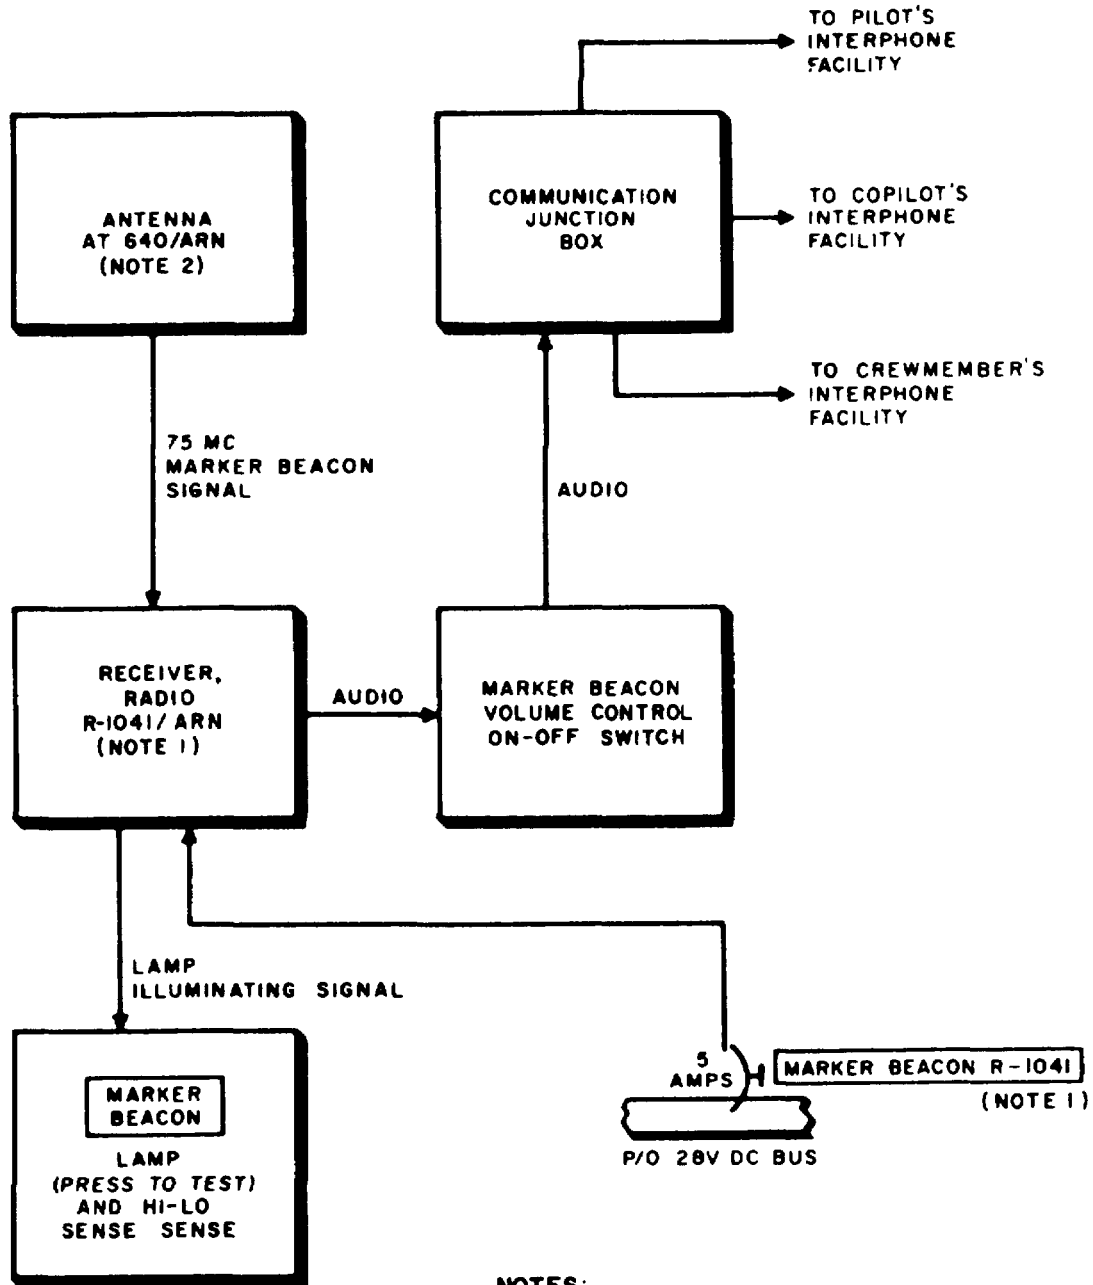 TO PILOT'S
INTERPHONE
FACILITY
ANTENNA
AT 640/ARN
(NOTE 2)
COMMUNICATION
JUNCTION
BOX
TO COPILOT'S
INTERPHONE
FACILITY
TO CREWMEMBER'S
INTERPHONE
FACILITY
75 MC
MARKER BEACON
SIGNAL
AUDIO
RECEIVER,
RADIO
R-1041/ARN
(NOTE 1)
AUDIO
MARKER BEACON
VOLUME CONTROL
ON-OFF SWITCH
LAMP
ILLUMINATING SIGNAL
MARKER
BEACON
LAMP
(PRESS TO TEST)
AND HI-LO
SENSE SENSE
5
AMPS
MARKER BEACON R-1041
(NOTE 1)
P/O 28V DC BUS
NOTES: